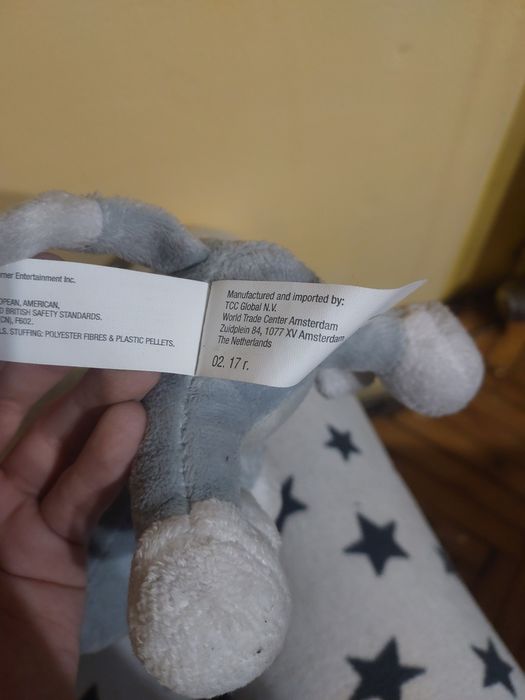 rner Entertainment Inc.
OPEAN, AMERICAN,
D BRITISH SAFETY STANDARDS.
(CN), F602.
LS. STUFFING: POLYESTER FIBRES & PLASTIC PELLETS,
Manufactured and imported by:
TCC Global N.V.
World Trade Center Amsterdam
Zuidplein 84, 1077 XV Amsterdam
The Netherlands
02. 17 г.